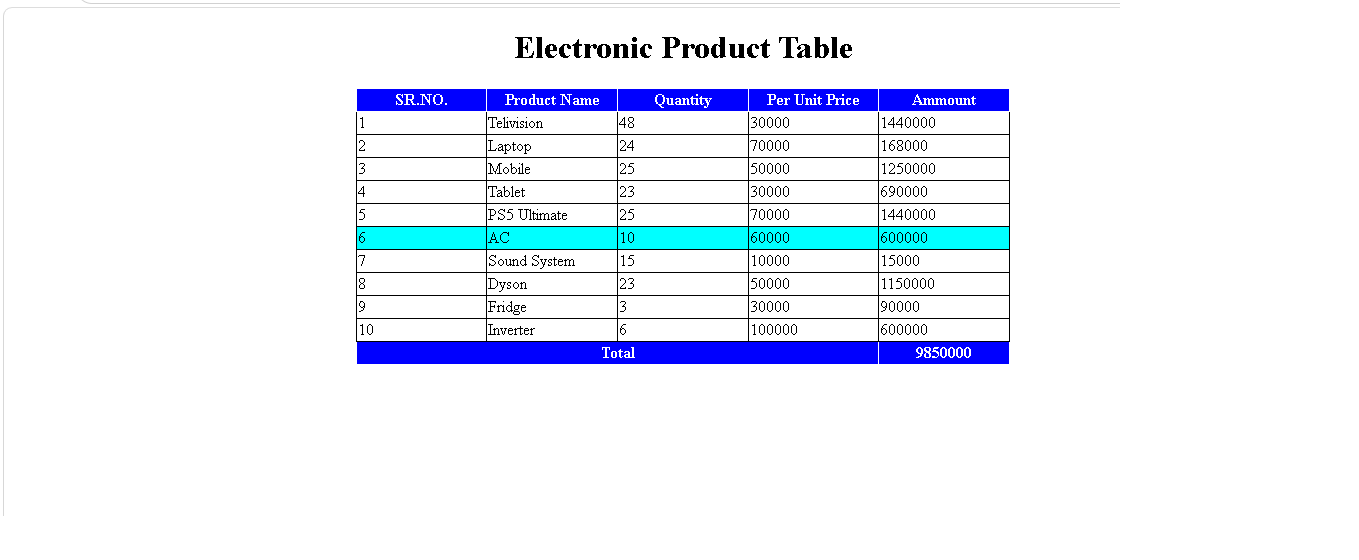 Electronic Product Table
SR.NO. Product Name Quantity Per Unit Price Ammount
1 Telivision 48 30000 1440000
2 Laptop 24 70000 168000
3 Mobile 25 50000 1250000
4 Tablet 23 30000 690000
5 PS5 Ultimate 25 70000 1440000
6 AC 10 60000 600000
7 Sound System 15 10000 15000
8 Dyson 23 50000 1150000
9 Fridge 3 30000 90000
10 Inverter 6 100000 600000
Total 9850000